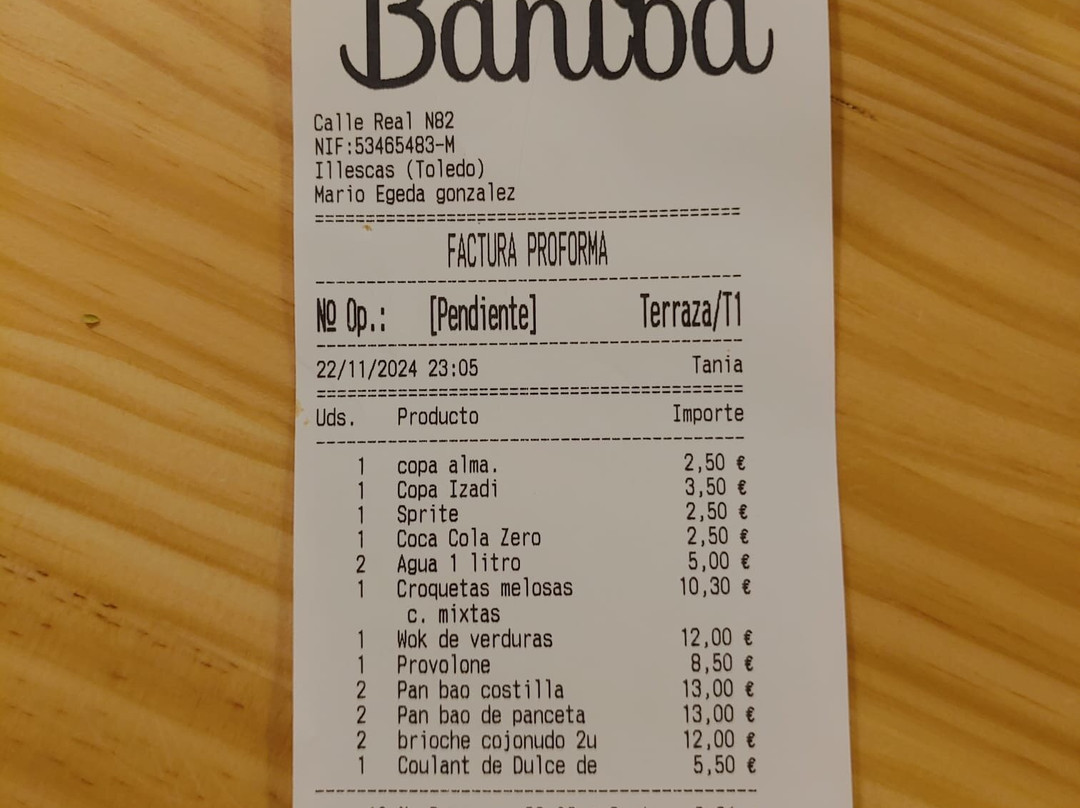 Baniba
Calle Real N82
NIF:53465483-M
Illescas (Toledo)
Mario Egeda gonzalez
FACTURA PROFORMA
Nº Op.: [Pendiente] Terraza/T1
22/11/2024 23:05 Tania
Uds. Producto Importe
1 copa alma. 2,50 €
1 Copa Izadi 3,50 €
1 Sprite 2,50 €
1 Coca Cola Zero 2,50 €
2 Agua 1 litro 5,00 €
1 Croquetas melosas 10,30 €
c. mixtas
1 Wok de verduras 12,00 €
1 Provolone 8,50 €
2 Pan bao costilla 13,00 €
2 Pan bao de panceta 13,00 €
2 brioche cojonudo 2u 12,00 €
1 Coulant de Dulce de 5,50 €